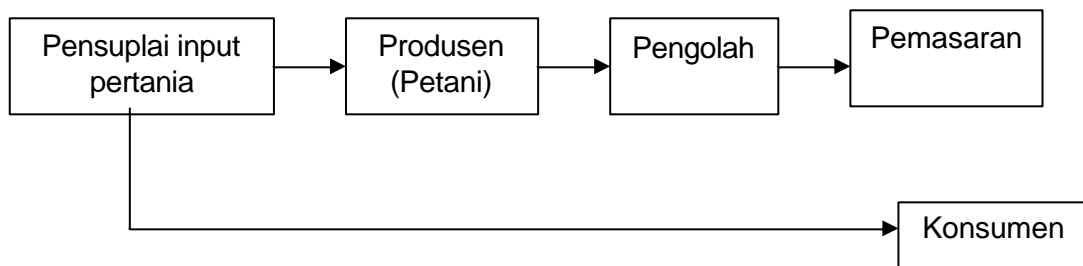 Pensuplai input
pertania
Produsen
(Petani)
Pengolah
Pemasaran
Konsumen